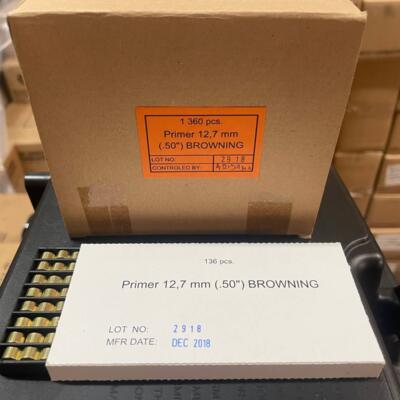 1 360 pcs.
Primer 12,7 mm
(.50") BROWNING
LOT NO: 2918
CONTROLED BY:
136 pcs.
Primer 12,7 mm (.50") BROWNING
LOT NO: 2918
MFR DATE: DEC 2018